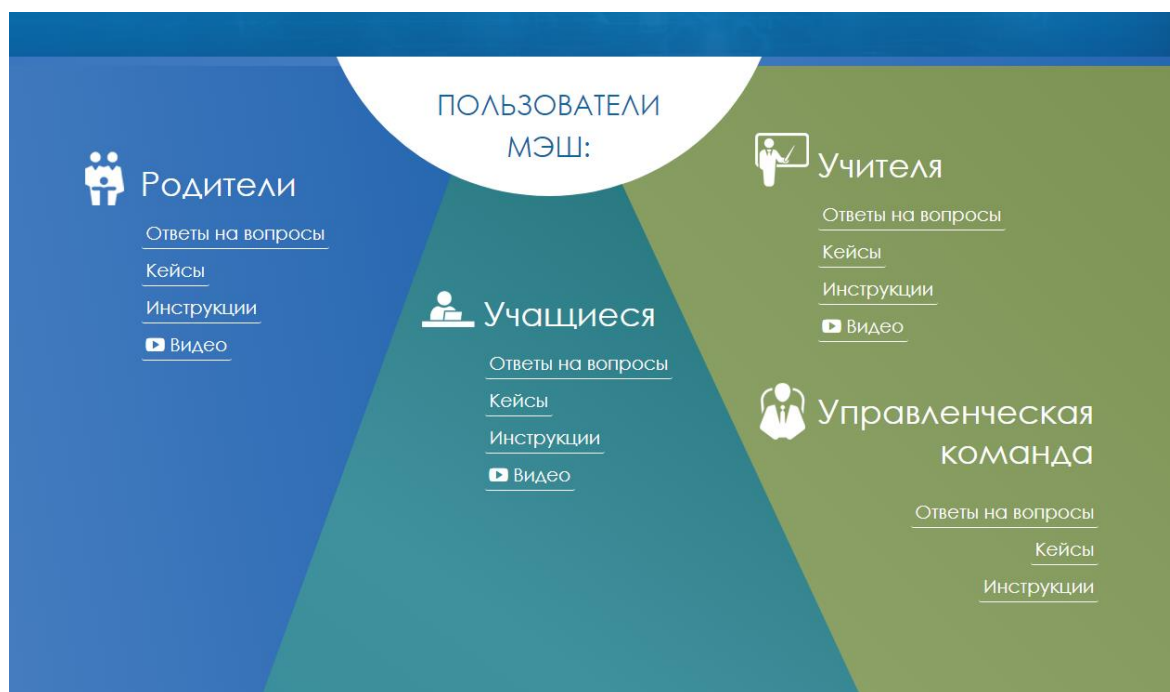 ПОЛЬЗОВАТЕЛИ
МЭШ:
Родители
Ответы на вопросы
Кейсы
Инструкции
Видео
Учащиеся
Ответы на вопросы
Кейсы
Инструкции
Видео
Учителя
Ответы на вопросы
Кейсы
Инструкции
Видео
Управленческая
команда
Ответы на вопросы
Кейсы
Инструкции